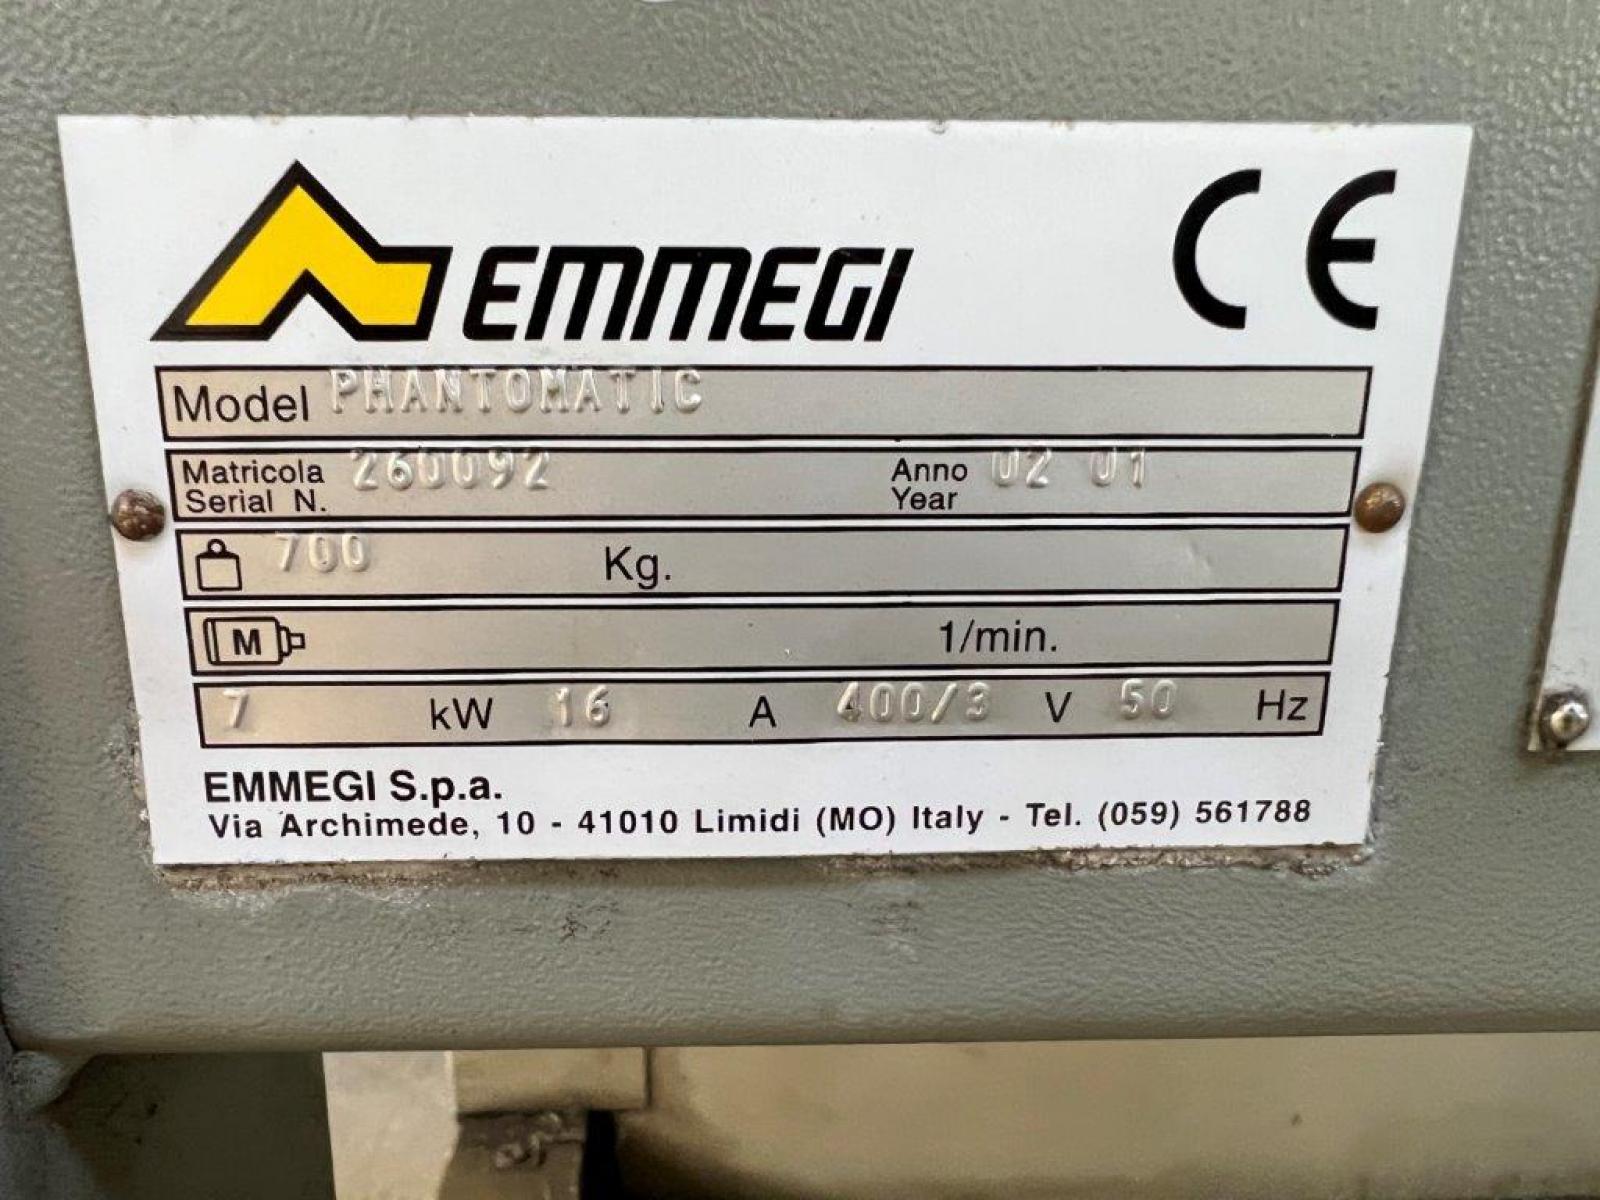 EMMEGI CE
Model PHANTOMATIC
Matricola 260092 Anno 02 01
Serial N. Year
700 Kg.
M 1/min.
7 kW 16 A 400/3 V 50 Hz
EMMEGI S.p.a.
Via Archimede, 10 - 41010 Limidi (MO) Italy - Tel. (059) 561788